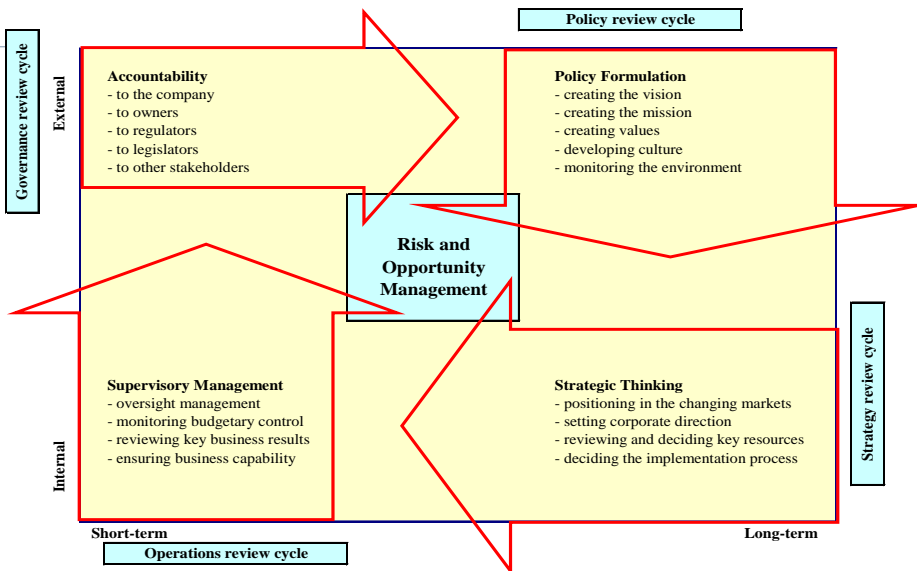 Policy review cycle
Governance review cycle
External
Accountability
- to the company
- to owners
- to regulators
- to legislators
- to other stakeholders
Policy Formulation
- creating the vision
- creating the mission
- creating values
- developing culture
- monitoring the environment
Risk and
Opportunity
Management
Supervisory Management
- oversight management
- monitoring budgetary control
- reviewing key business results
- ensuring business capability
Strategic Thinking
- positioning in the changing markets
- setting corporate direction
- reviewing and deciding key resources
- deciding the implementation process
Strategy review cycle
Internal
Short-term
Long-term
Operations review cycle